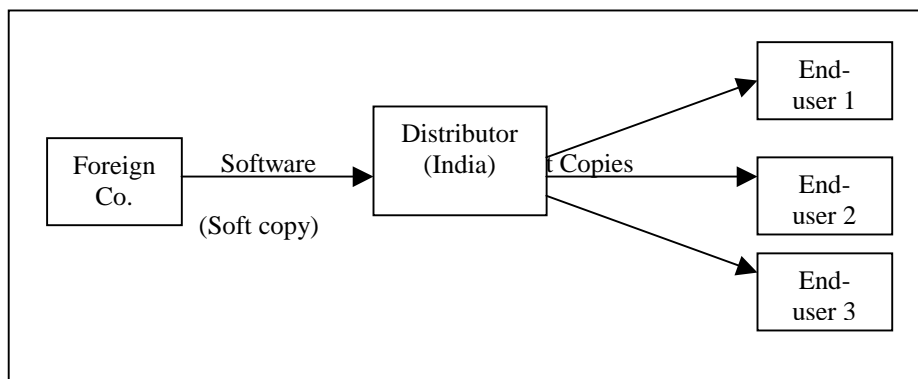 Foreign
Co.
Software
(Soft copy)
Distributor
(India)
t Copies
End-
user 1
End-
user 2
End-
user 3